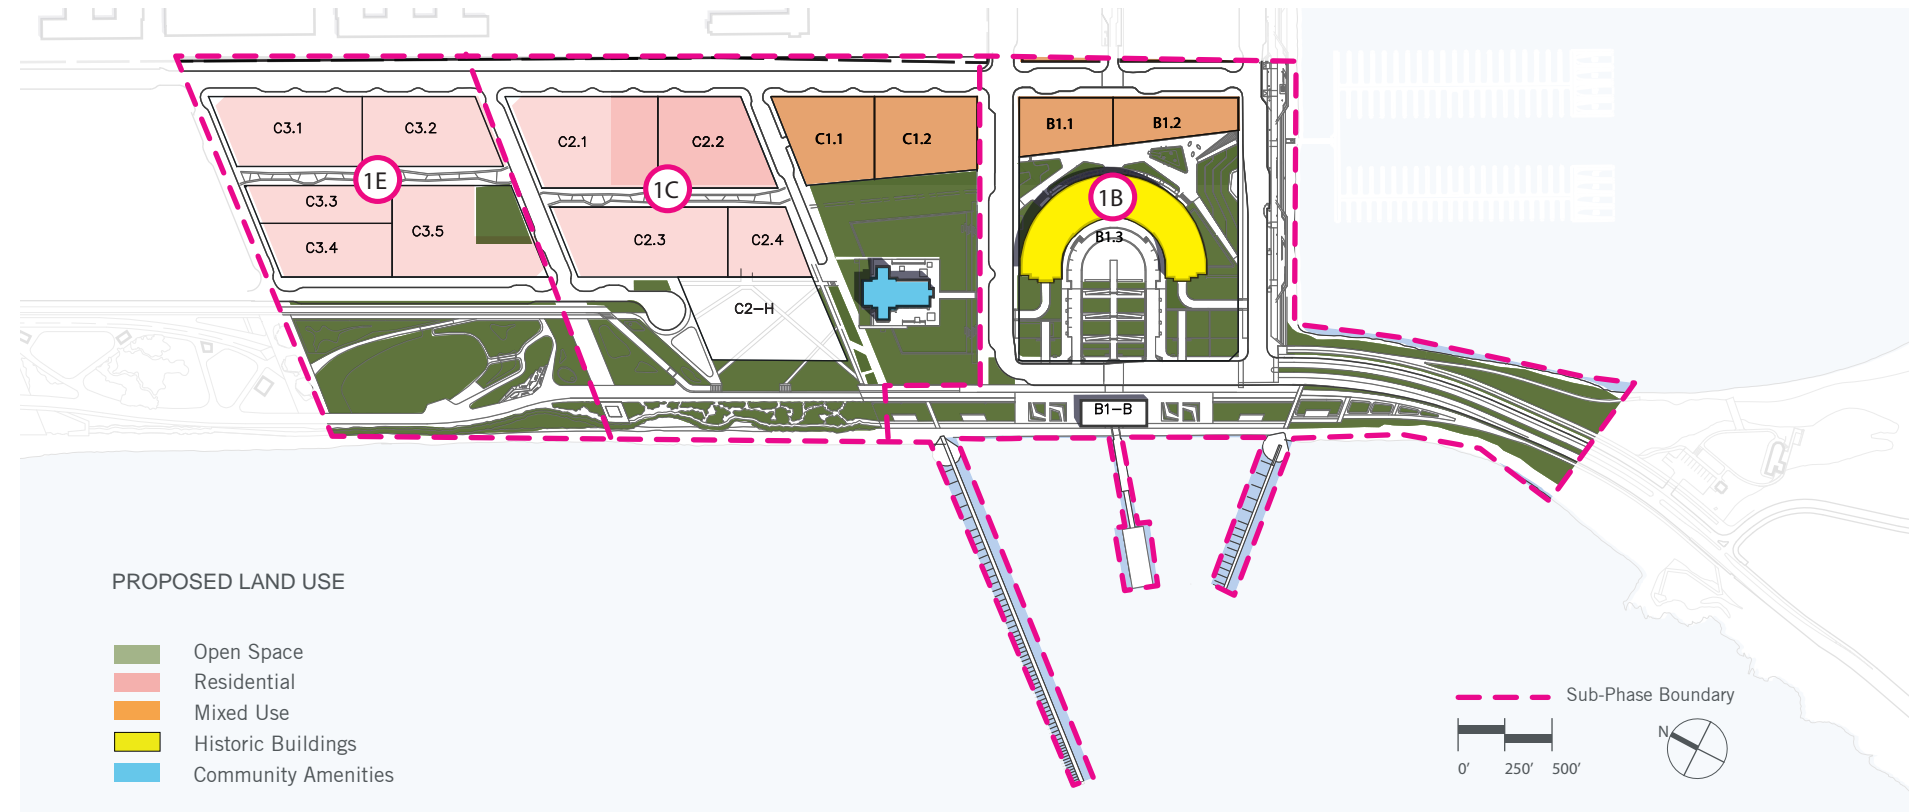 C3.1
C3.2
C2.1
C2.2
C1.1
C1.2
B1.1
B1.2
1E
1C
1B
C3.3
C3.4
C3.5
C2.3
C2.4
B1.3
C2–H
B1–B
PROPOSED LAND USE
Open Space
Residential
Mixed Use
Historic Buildings
Community Amenities
Sub-Phase Boundary
0' 250' 500'
N